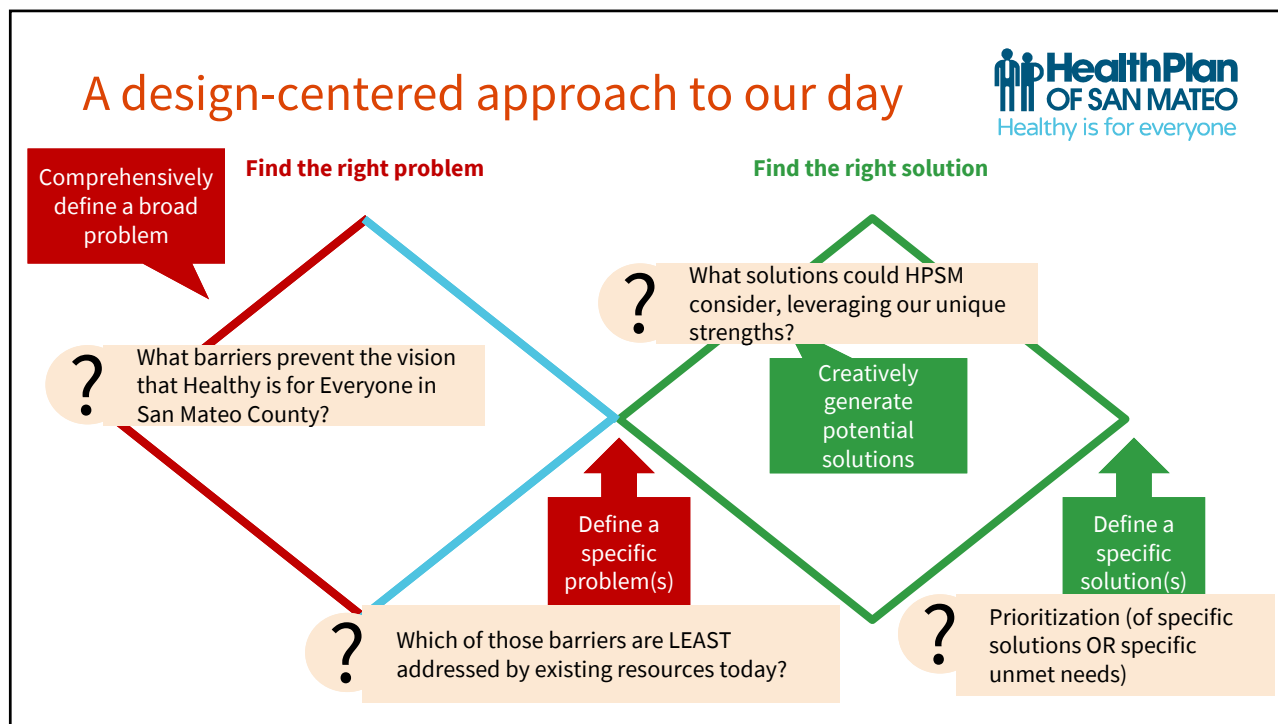 A design-centered approach to our day
HealthPlan
OF SAN MATEO
Healthy is for everyone
Find the right problem
Find the right solution
Comprehensively
define a broad
problem
?
What solutions could HPSM
consider, leveraging our unique
strengths?
?
What barriers prevent the vision
that Healthy is for Everyone in
San Mateo County?
Creatively
generate
potential
solutions
Define a
specific
problem(s)
Define a
specific
solution(s)
?
Which of those barriers are LEAST
addressed by existing resources today?
?
Prioritization (of specific
solutions OR specific
unmet needs)